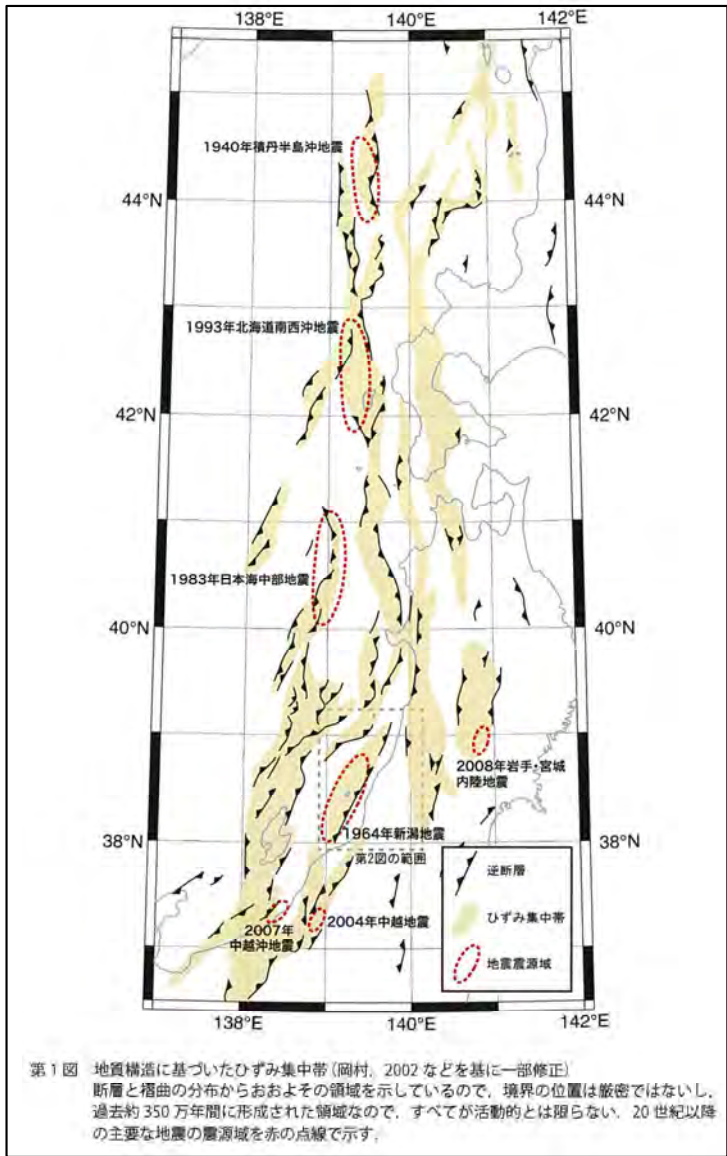 138°E
140°E
142°E
1940年積丹半島沖地震
44°N
44°N
1993年北海道南西沖地震
42°N
42°N
1983年日本海中部地震
40°N
40°N
2008年岩手・宮城
内陸地震
1964年新潟地震
38°N
38°N
第2図の範囲
逆断層
2004年中越地震
2007年
中越沖地震
ひずみ集中帯
地震震源域
138°E
140°E
142°E
第1図 地質構造に基づいたひずみ集中帯(岡村,2002などを基に一部修正)
断層と褶曲の分布からおおよその領域を示しているので,境界の位置は厳密ではないし,
過去約350万年間に形成された領域なので,すべてが活動的とは限らない.20世紀以降
の主要な地震の震源域を赤の点線で示す.